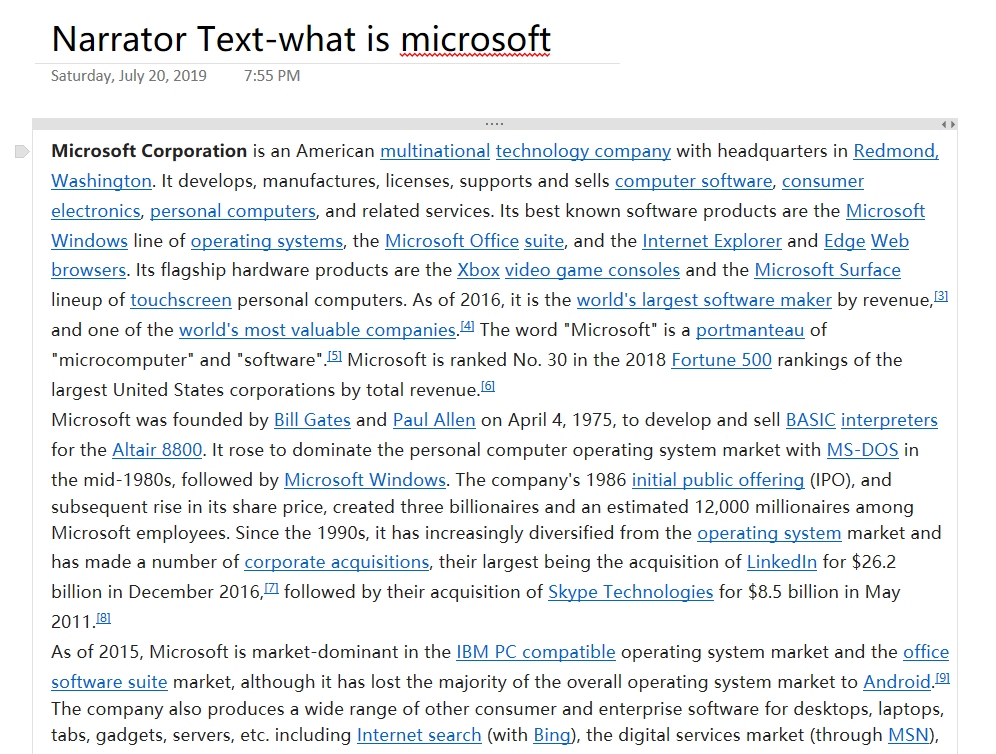 Narrator Text-what is microsoft
Saturday, July 20, 2019 7:55 PM
Microsoft Corporation is an American multinational technology company with headquarters in Redmond,
Washington. It develops, manufactures, licenses, supports and sells computer software, consumer
electronics, personal computers, and related services. Its best known software products are the Microsoft
Windows line of operating systems, the Microsoft Office suite, and the Internet Explorer and Edge Web
browsers. Its flagship hardware products are the Xbox video game consoles and the Microsoft Surface
lineup of touchscreen personal computers. As of 2016, it is the world's largest software maker by revenue,[3]
and one of the world's most valuable companies.[4] The word "Microsoft" is a portmanteau of
"microcomputer" and "software".[5] Microsoft is ranked No. 30 in the 2018 Fortune 500 rankings of the
largest United States corporations by total revenue.[6]
Microsoft was founded by Bill Gates and Paul Allen on April 4, 1975, to develop and sell BASIC interpreters
for the Altair 8800. It rose to dominate the personal computer operating system market with MS-DOS in
the mid-1980s, followed by Microsoft Windows. The company's 1986 initial public offering (IPO), and
subsequent rise in its share price, created three billionaires and an estimated 12,000 millionaires among
Microsoft employees. Since the 1990s, it has increasingly diversified from the operating system market and
has made a number of corporate acquisitions, their largest being the acquisition of LinkedIn for $26.2
billion in December 2016,[7] followed by their acquisition of Skype Technologies for $8.5 billion in May
2011.[8]
As of 2015, Microsoft is market-dominant in the IBM PC compatible operating system market and the office
software suite market, although it has lost the majority of the overall operating system market to Android.[9]
The company also produces a wide range of other consumer and enterprise software for desktops, laptops,
tabs, gadgets, servers, etc. including Internet search (with Bing), the digital services market (through MSN),